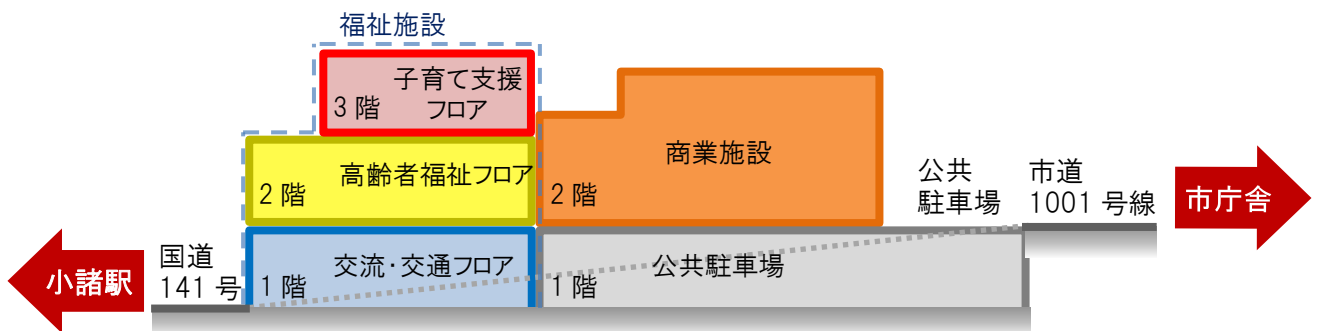 福祉施設
子育て支援
フロア
3 階
高齢者福祉フロア
2 階
商業施設
2 階
公共
駐車場
市道
1001 号線
市庁舎
小諸駅
国道
141 号
交流・交通フロア
1 階
公共駐車場
1 階